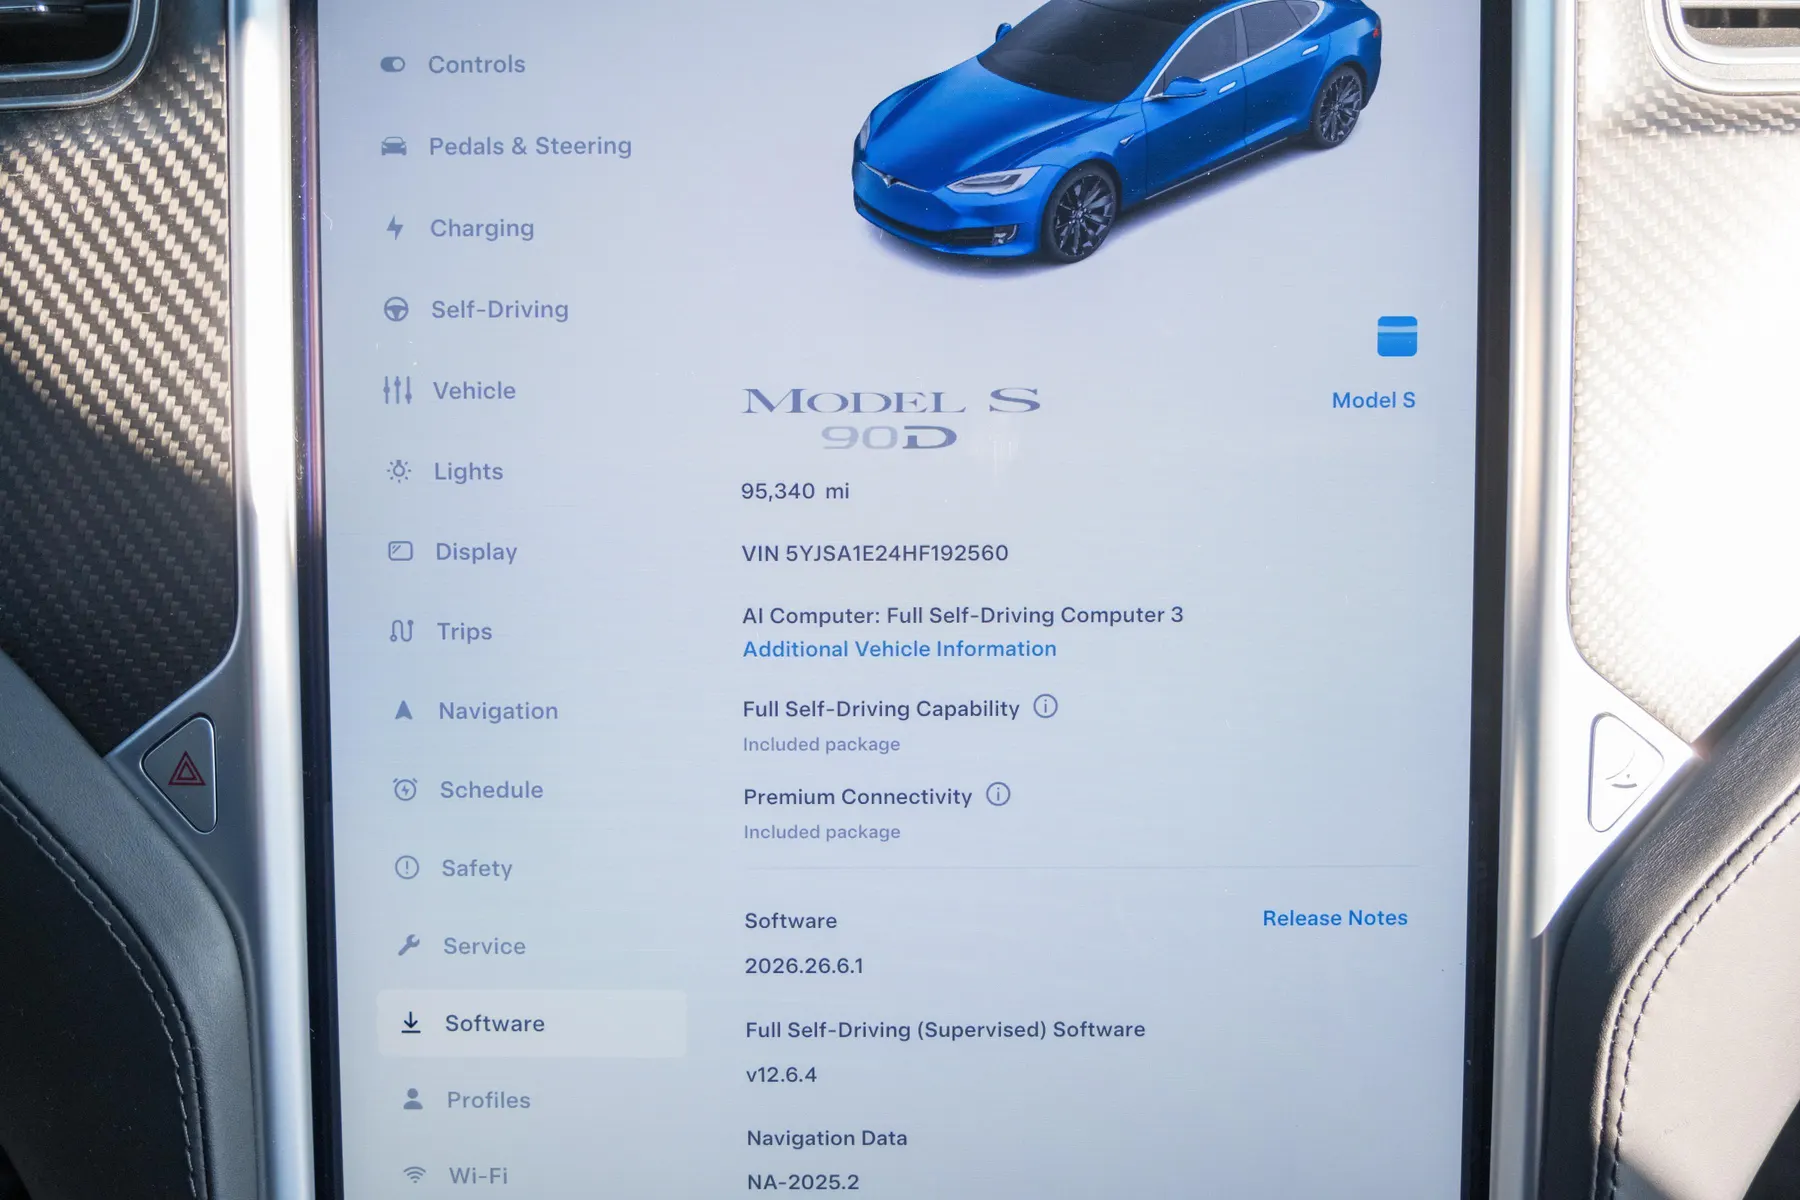 Controls
Pedals & Steering
Charging
Self-Driving
Vehicle
Lights
Display
Trips
Navigation
Schedule
Safety
Service
Software
Profiles
Wi-Fi
Model S
MODEL S
90D
95,340 mi
VIN 5YJSA1E24HF192560
AI Computer: Full Self-Driving Computer 3
Additional Vehicle Information
Full Self-Driving Capability
Included package
Premium Connectivity
Included package
Software
Release Notes
2026.26.6.1
Full Self-Driving (Supervised) Software
v12.6.4
Navigation Data
NA-2025.2